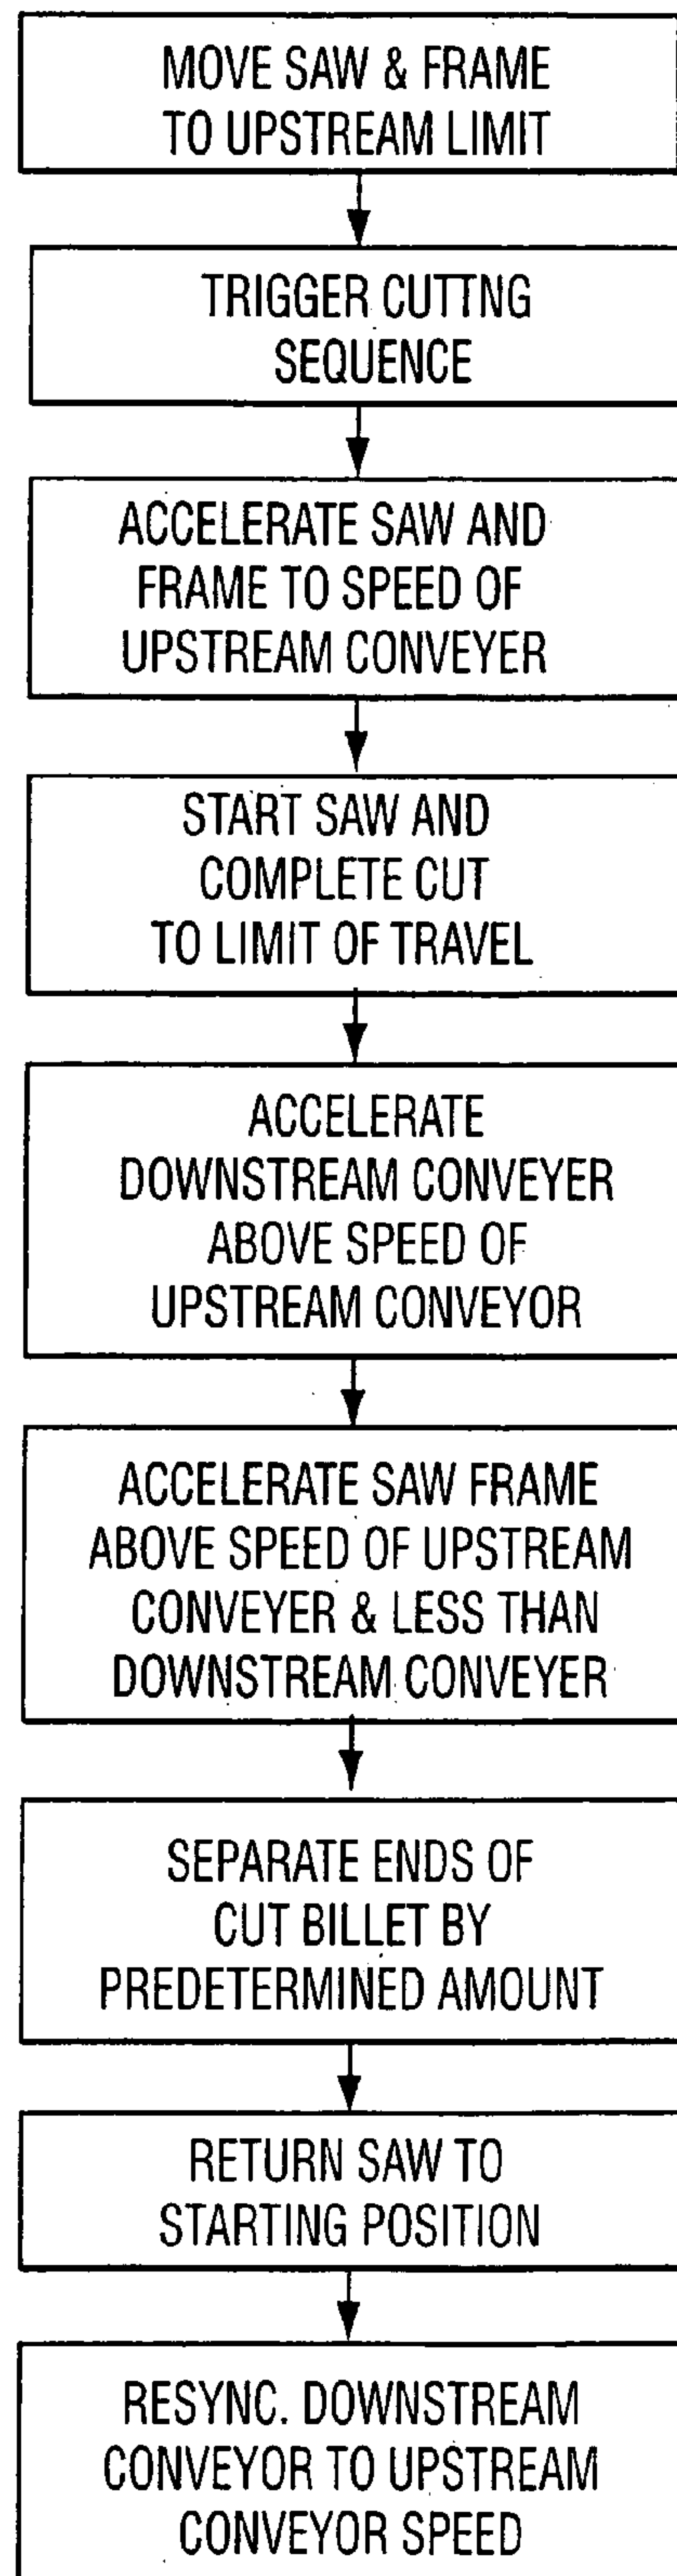 MOVE SAW & FRAME
TO UPSTREAM LIMIT
TRIGGER CUTTNG
SEQUENCE
ACCELERATE SAW AND
FRAME TO SPEED OF
UPSTREAM CONVEYER
START SAW AND
COMPLETE CUT
TO LIMIT OF TRAVEL
ACCELERATE
DOWNSTREAM CONVEYER
ABOVE SPEED OF
UPSTREAM CONVEYOR
ACCELERATE SAW FRAME
ABOVE SPEED OF UPSTREAM
CONVEYER & LESS THAN
DOWNSTREAM CONVEYER
SEPARATE ENDS OF
CUT BILLET BY
PREDETERMINED AMOUNT
RETURN SAW TO
STARTING POSITION
RESYNC. DOWNSTREAM
CONVEYOR TO UPSTREAM
CONVEYOR SPEED